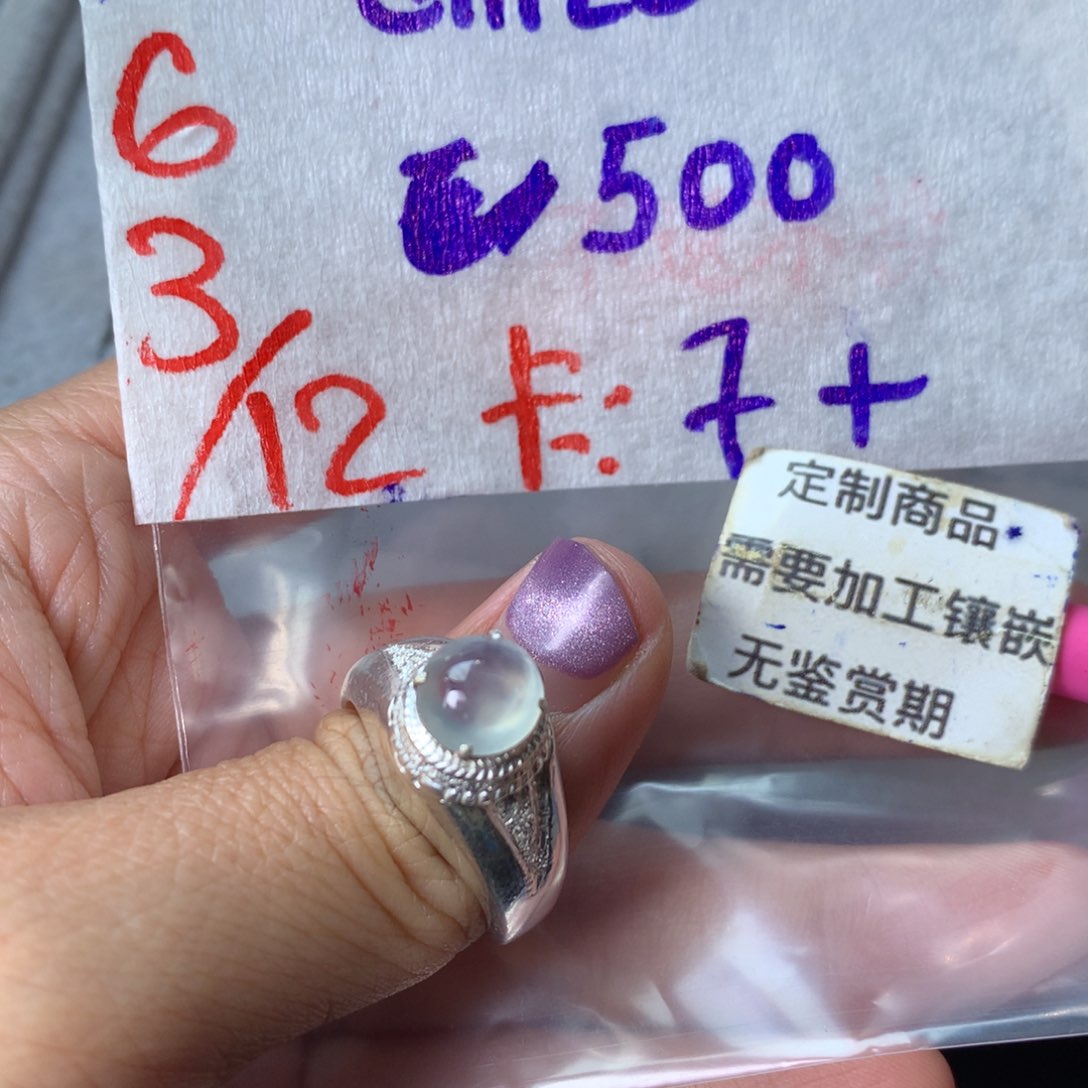 6
500
3/12 卡: 7+
定制商品
需要加工镶嵌
无鉴赏期